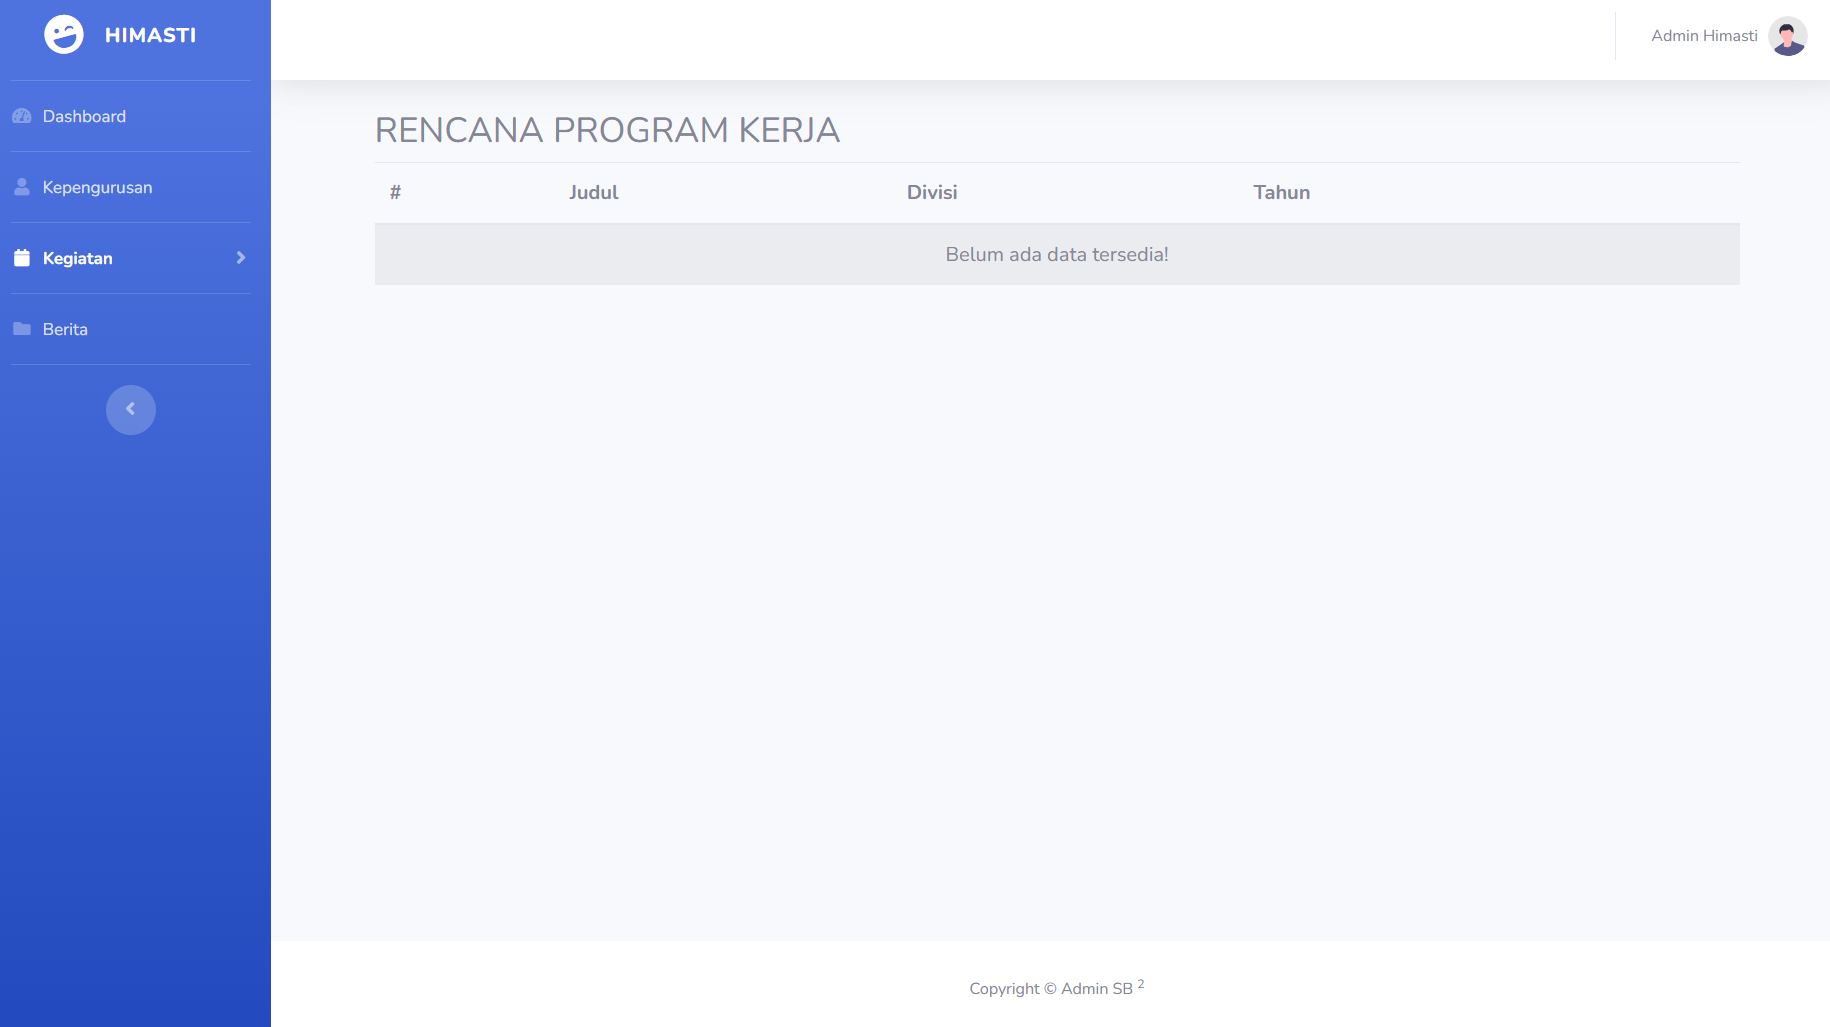 HIMASTI
Admin Himasti
Dashboard
Kepengurusan
Kegiatan
Berita
RENCANA PROGRAM KERJA
# Judul Divisi Tahun
Belum ada data tersedia!
Copyright © Admin SB 2